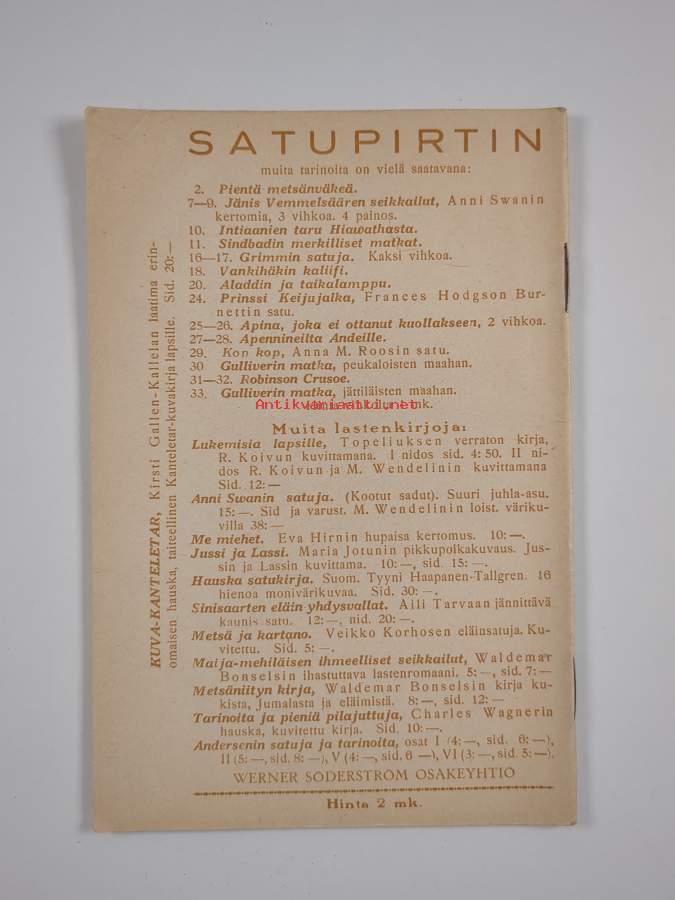 SATUPIRTIN
muita tarinoita on vielä saatavana:
2. Pientä metsänväkeä.
7—9. Jänis Vemmelsäären seikkailut, Anni Swanin
kertomia, 3 vihkoa. 4 painos.
10. Intiaanien taru Hiawathasta.
11. Sindbadin merkilliset matkat.
16—17. Grimmin satuja. Kaksi vihkoa.
18. Vankihäkin kaliifi.
20. Aladdin ja taikalamppu.
24. Prinssi Keijujalka, Frances Hodgson Bur-
nettin satu.
25—26. Apina, joka ei ottanut kuollakseen, 2 vihkoa.
27—28. Apennineilta Andeille.
29. Kop kop, Anna M. Roosin satu.
30 Gulliverin matka, peukaloisten maahan.
31—32. Robinson Crusoe.
33. Gulliverin matka, jättiläisten maahan.
Antikvariaatti.net
mk.
Muita lastenkirjoja:
Lukemisia lapsille, Topeliuksen verraton kirja,
R. Koivun kuvittamana. I nidos sid. 4: 50. II ni-
dos R. Koivun ja M. Wendelinin kuvittamana
Sid. 12:—
Anni Swanin satuja. (Kootut sadut). Suuri juhla-asu.
15: —. Sid ja varust. M. Wendelinin loist. väriku-
villa 38: —
Me miehet. Eva Hirnin hupaisa kertomus. 10: —.
Jussi ja Lassi. Maria Jotunin pikkupoikakuvaus. Jus-
sin ja Lassin kuvittama. 10: —, sid. 15: —.
Hauska satukirja. Suom. Tyyni Haapanen-Tallgren. 16
hienoa monivärikuvaa. Sid. 30: —.
Sinisaarten eläin-yhdysvallat. Aili Tarvaan jännittävä
kaunis satu. 12: —, nid. 20: —.
Metsä ja kartano. Veikko Korhosen eläinsatuja. Ku-
vitettu. Sid. 5: —.
Maija-mehiläisen ihmeelliset seikkailut, Waldemar
Bonselsin ihastuttava lastenromaani. 5: —, sid. 7: —
Metsäniityn kirja, Waldemar Bonselsin kirja ku-
kista, Jumalasta ja eläimistä. 8: —, sid. 12: —
Tarinoita ja pieniä pilajuttuja, Charles Wagnerin
hauska, kuvitettu kirja. Sid. 10: —.
Andersenin satuja ja tarinoita, osat I (4: —, sid. 6: —),
II (5: —, sid. 8: —), V (4: —, sid. 6 —), VI (3: —, sid. 5: —).
WERNER SÖDERSTRÖM OSAKEYHTIÖ
Hinta 2 mk.
KUVA-KANTELETAR, Kirsti Gallen-Kallelan laatima erin-
omaisen hauska, taiteellinen Kanteletar-kuvakirja lapsille. Sid. 20: —